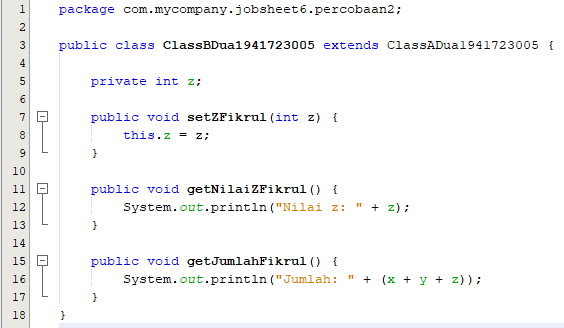 1 package com.mycompany.jobsheet6.percobaan2;
2
3 public class ClassBDua1941723005 extends ClassADua1941723005 {
4
5     private int z;
6
7     public void setZFikrul(int z) {
8         this.z = z;
9     }
10
11     public void getNilaiZFikrul() {
12         System.out.println("Nilai z: " + z);
13     }
14
15     public void getJumlahFikrul() {
16         System.out.println("Jumlah: " + (x + y + z));
17     }
18 }